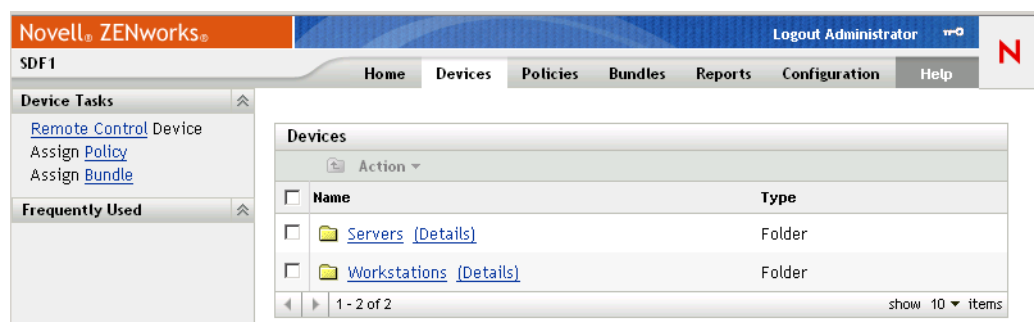 Novell® ZENworks®
Logout Administrator
N
SDF1
Home Devices Policies Bundles Reports Configuration Help
Device Tasks
Remote Control Device
Assign Policy
Assign Bundle
Frequently Used
Devices
Action
Name Type
Servers (Details) Folder
Workstations (Details) Folder
1 - 2 of 2 show 10 items